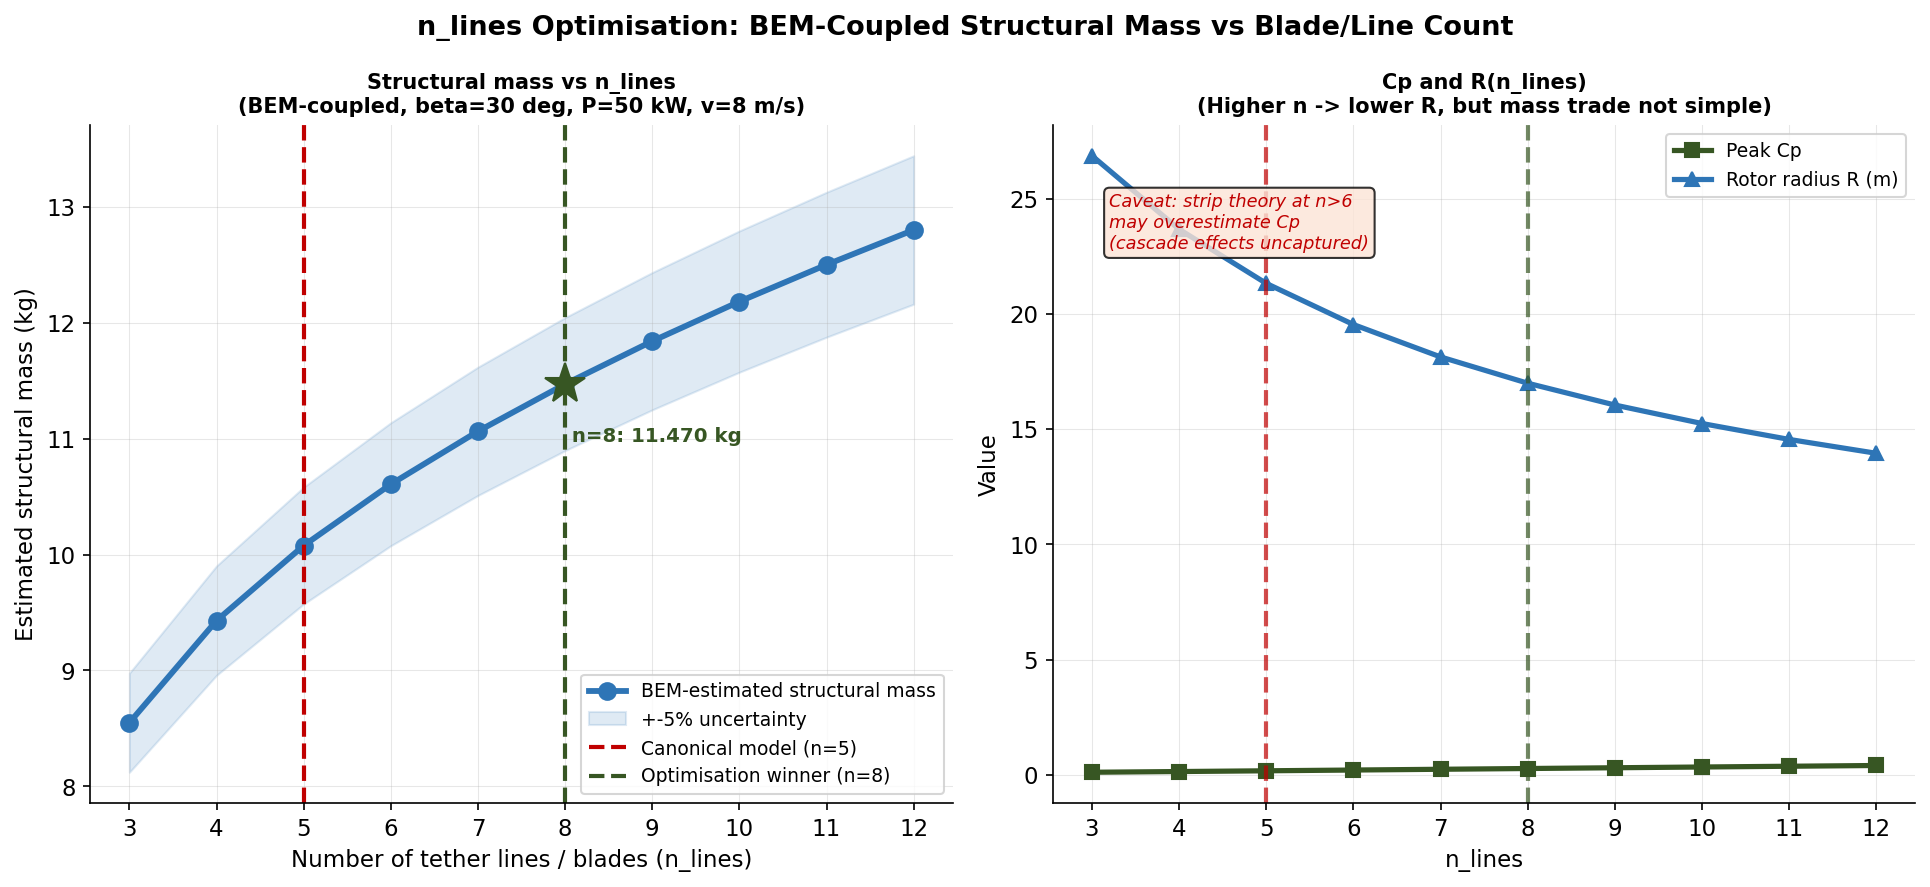 n_lines Optimisation: BEM-Coupled Structural Mass vs Blade/Line Count
Structural mass vs n_lines
(BEM-coupled, beta=30 deg, P=50 kW, v=8 m/s)
Estimated structural mass (kg)
13
12
11
10
9
8
n=8: 11.470 kg
BEM-estimated structural mass
+-5% uncertainty
Canonical model (n=5)
Optimisation winner (n=8)
3 4 5 6 7 8 9 10 11 12
Number of tether lines / blades (n_lines)
Cp and R(n_lines)
(Higher n -> lower R, but mass trade not simple)
Peak Cp
Rotor radius R (m)
Caveat: strip theory at n>6
may overestimate Cp
(cascade effects uncaptured)
Value
25
20
15
10
5
0
3 4 5 6 7 8 9 10 11 12
n_lines